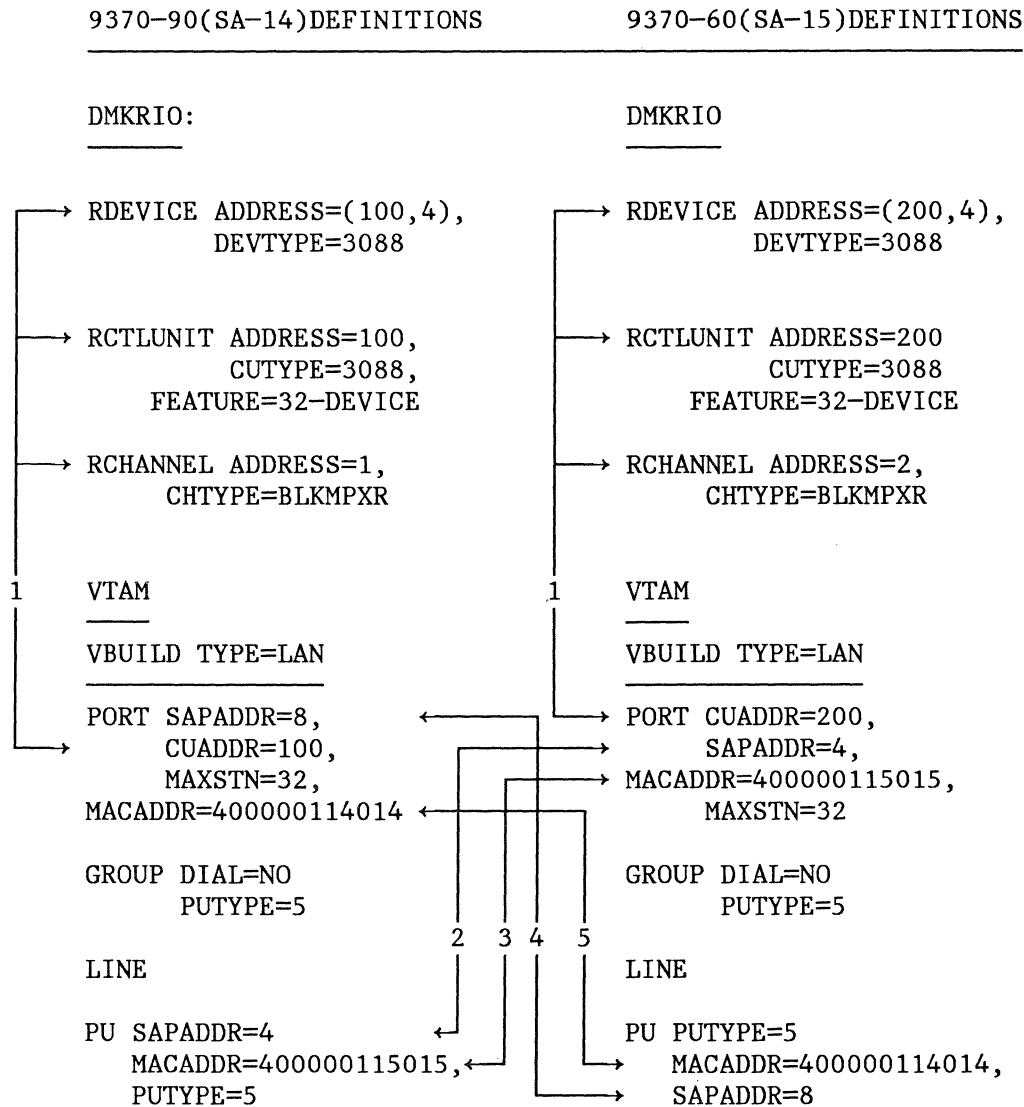 9370-90(SA-14)DEFINITIONS
9370-60(SA-15)DEFINITIONS
DMKRIO:
RDEVICE ADDRESS=(100,4),
DEVTYPE=3088
RCTLUNIT ADDRESS=100,
CUTYPE=3088,
FEATURE=32-DEVICE
RCHANNEL ADDRESS=1,
CHTYPE=BLKMPXR
1
VTAM
VBUILD TYPE=LAN
PORT SAPADDR=8,
CUADDR=100,
MAXSTN=32,
MACADDR=400000114014
GROUP DIAL=NO
PUTYPE=5
LINE
PU SAPADDR=4
MACADDR=400000115015,
PUTYPE=5
2 3 4 5
DMKRIO
RDEVICE ADDRESS=(200,4),
DEVTYPE=3088
RCTLUNIT ADDRESS=200
CUTYPE=3088
FEATURE=32-DEVICE
RCHANNEL ADDRESS=2,
CHTYPE=BLKMPXR
1
VTAM
VBUILD TYPE=LAN
PORT CUADDR=200,
SAPADDR=4,
MACADDR=400000115015,
MAXSTN=32
GROUP DIAL=NO
PUTYPE=5
LINE
PU PUTYPE=5
MACADDR=400000114014,
SAPADDR=8